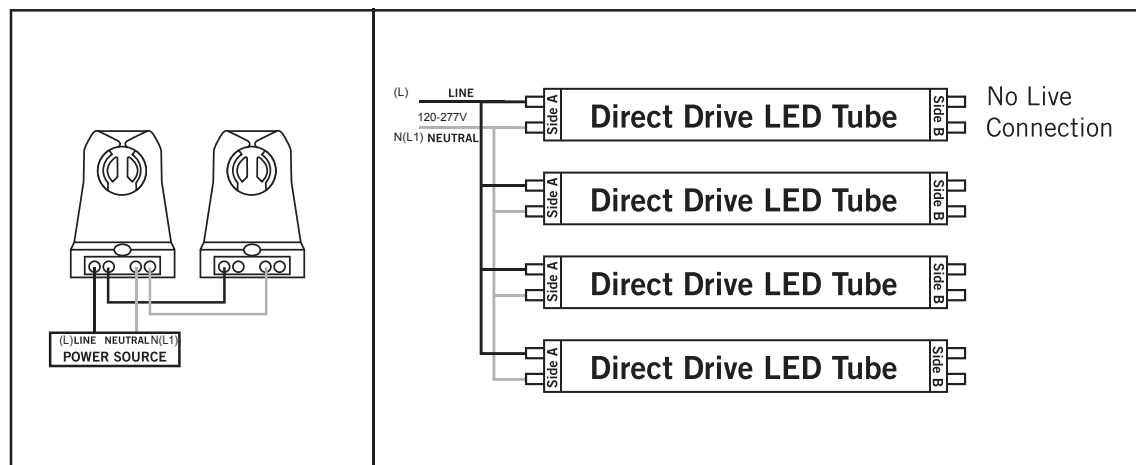 (L)LINE NEUTRALN(L1)
POWER SOURCE
(L) LINE
120-277V
N(L1) NEUTRAL
Side A Direct Drive LED Tube Side B
No Live
Connection
Side A Direct Drive LED Tube Side B
Side A Direct Drive LED Tube Side B
Side A Direct Drive LED Tube Side B